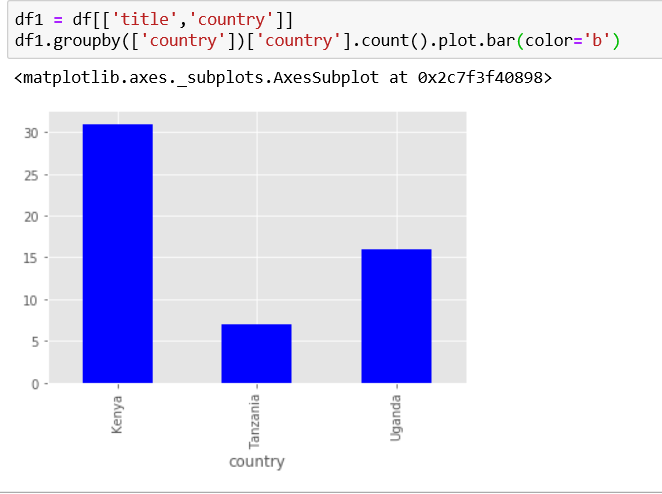 df1 = df[['title','country']]
df1.groupby(['country'])['country'].count().plot.bar(color='b')
<matplotlib.axes._subplots.AxesSubplot at 0x2c7f3f40898>
30
25
20
15
10
5
0
Kenya
Tanzania
Uganda
country